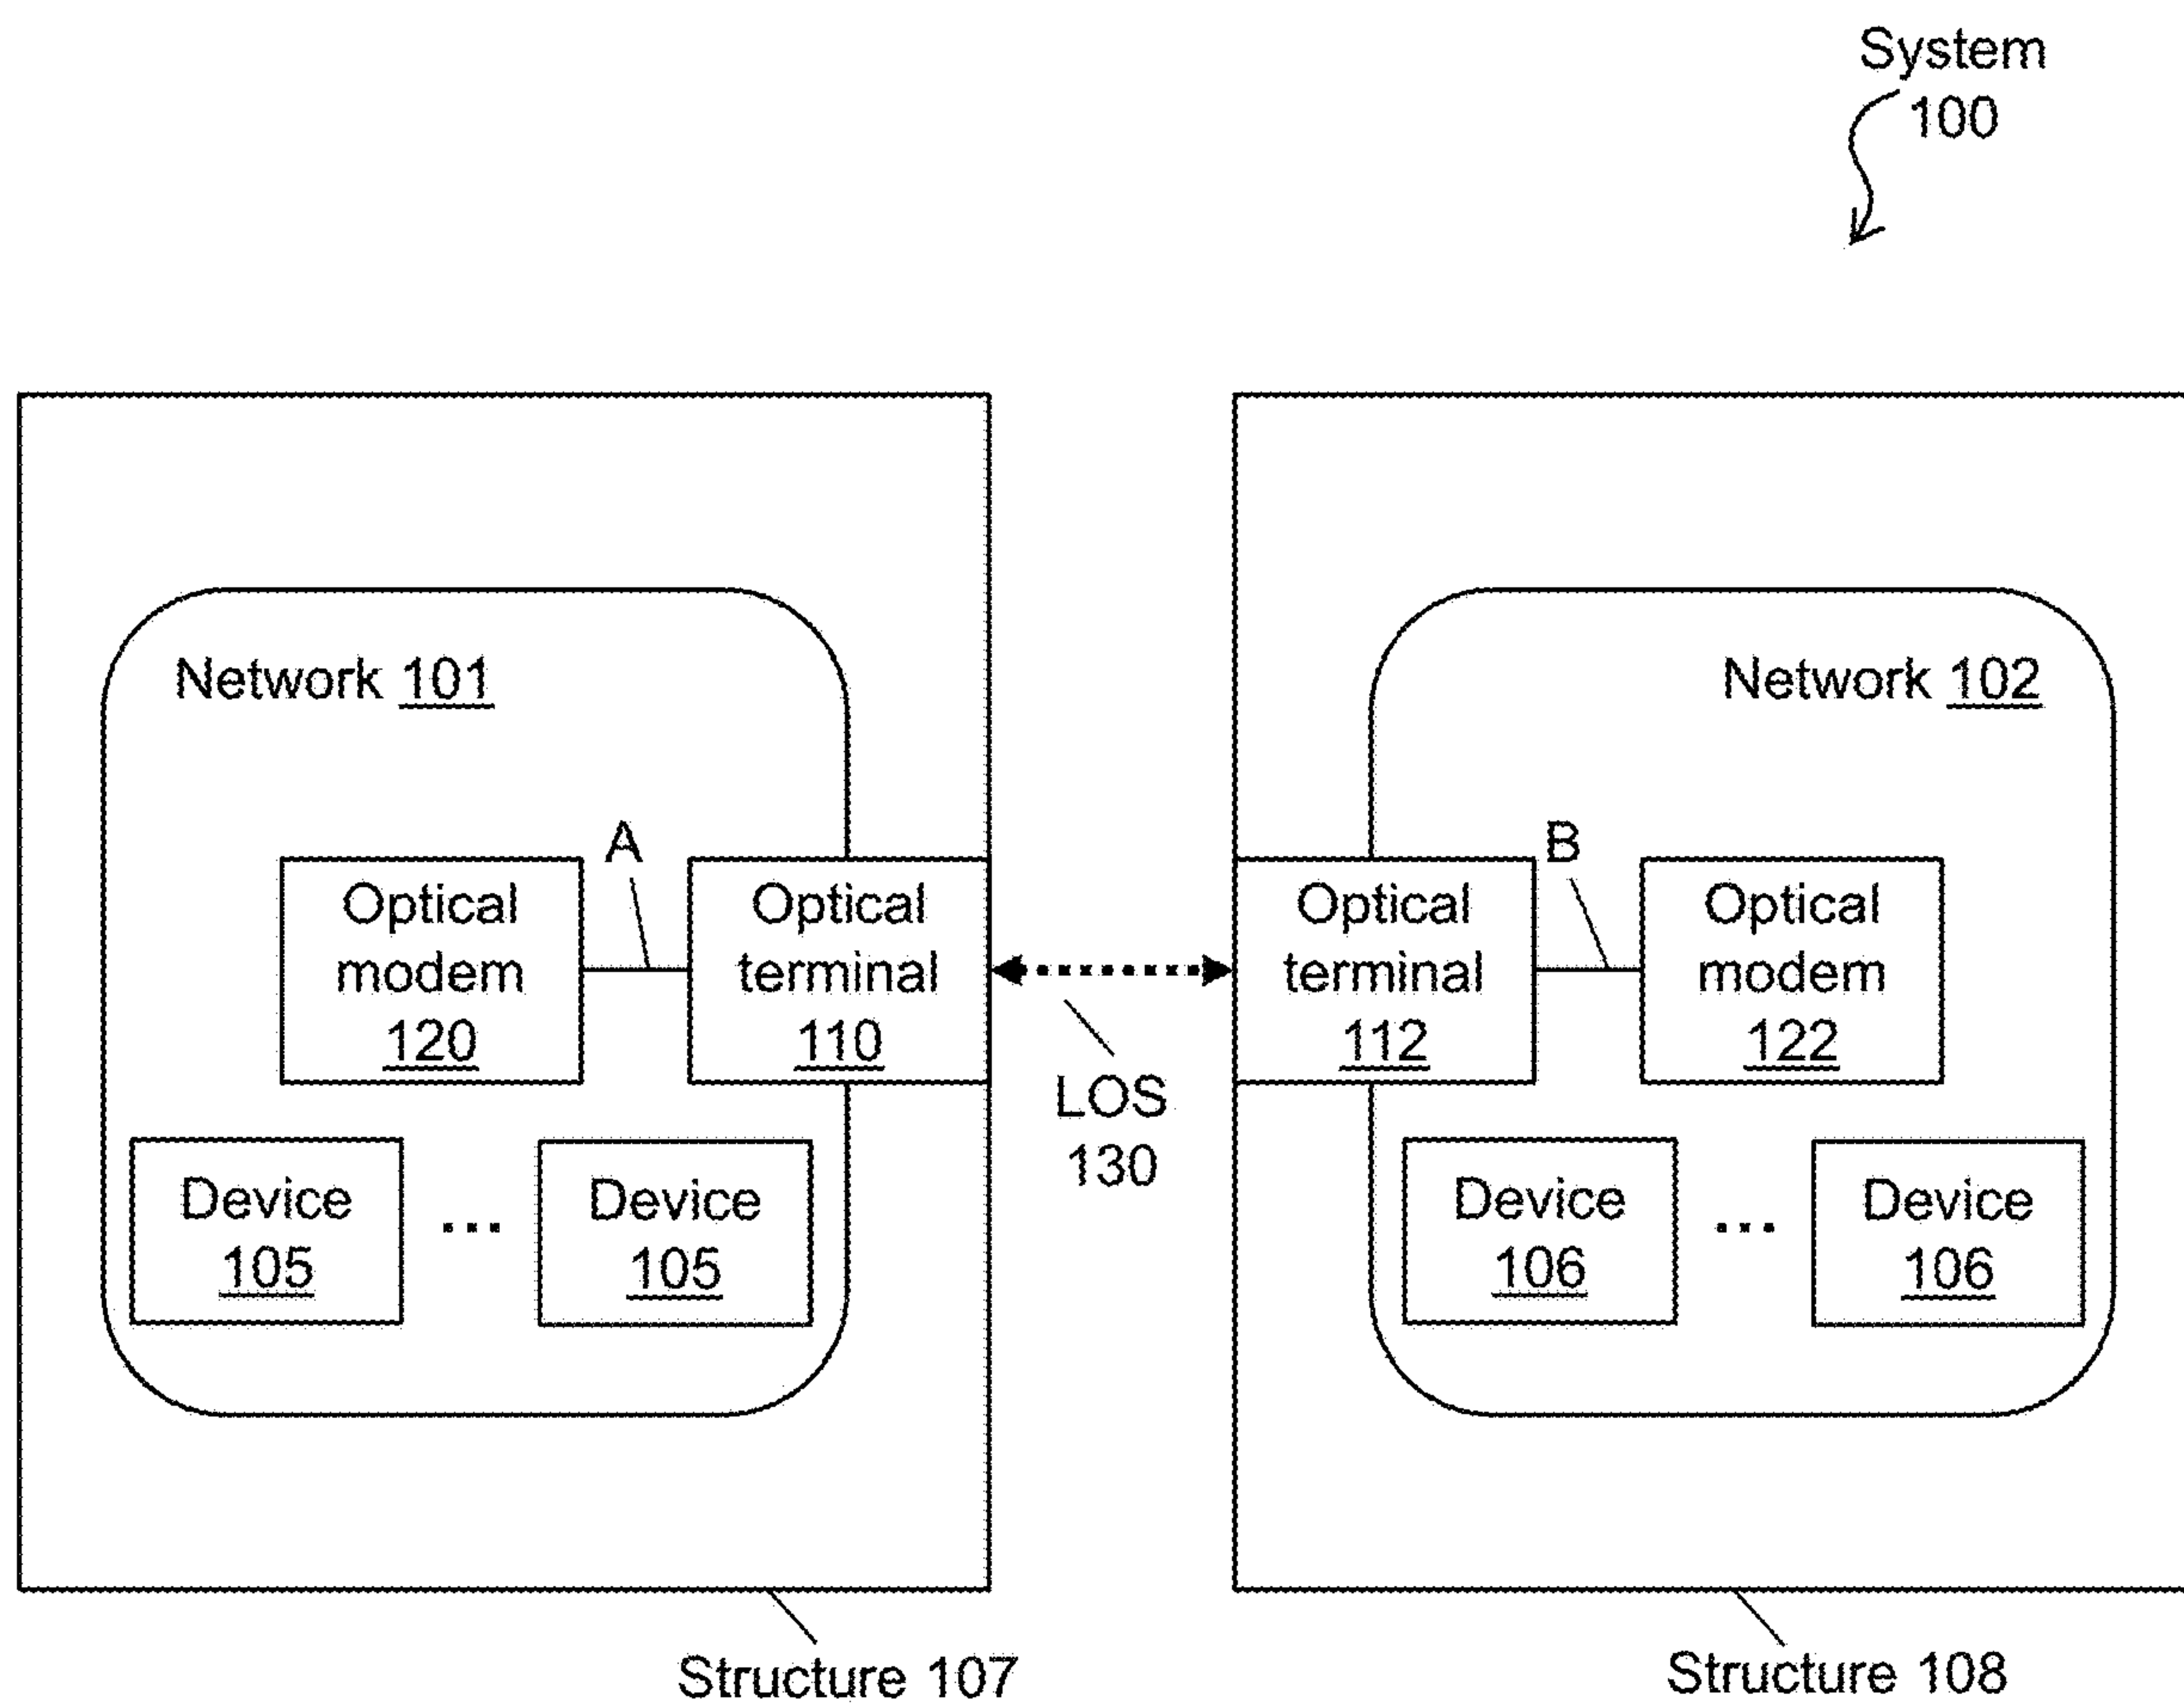 System
100
Network 101
Network 102
A
B
Optical
modem
120
Optical
terminal
110
Optical
terminal
112
Optical
modem
122
LOS
130
Device
105
...
Device
105
Device
106
...
Device
106
Structure 107
Structure 108